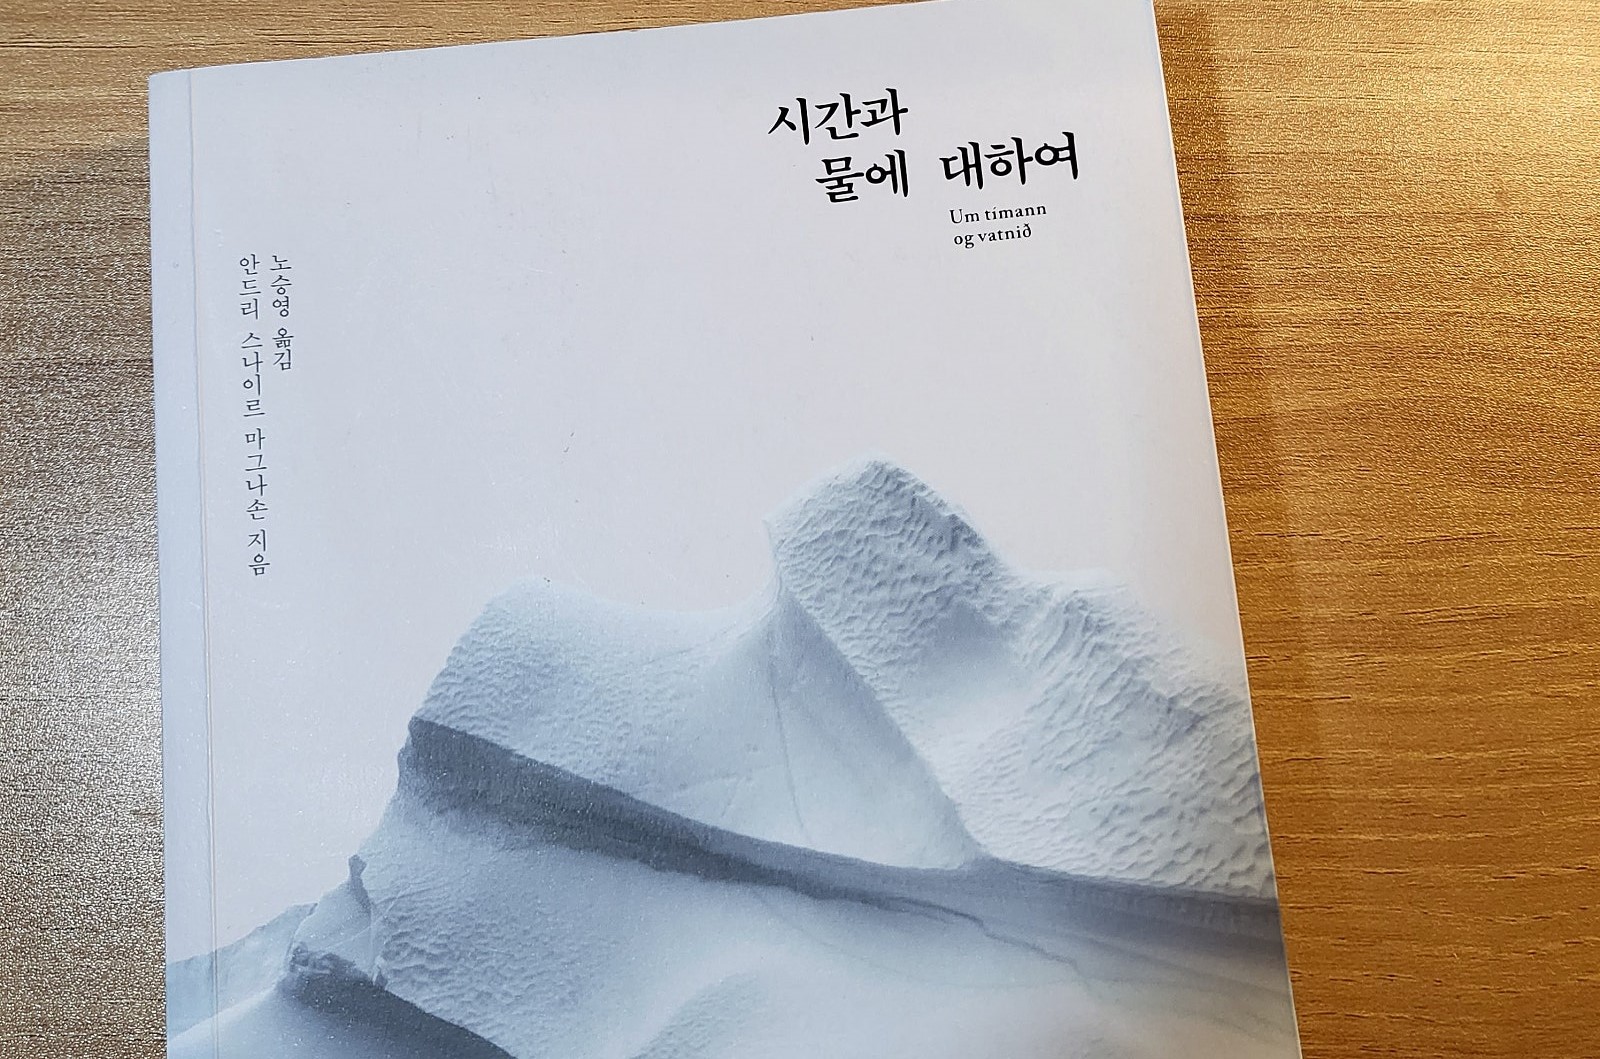 시간과
물에 대하여
Um tímann
og vatnið
노승영 옮김
안드리 스나이르 마그나손 지음